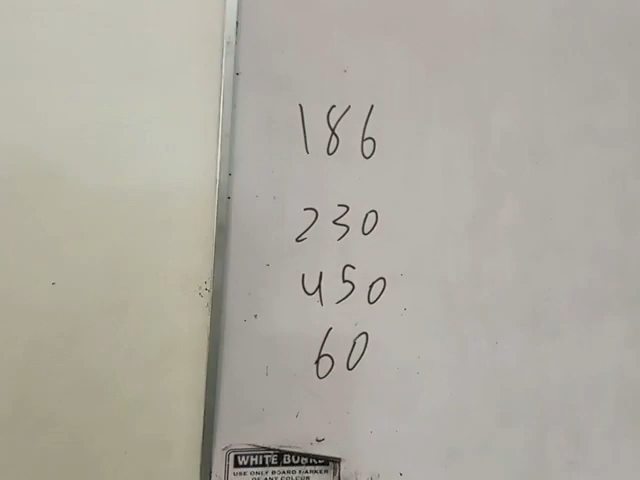 186
230
450
60
WHITE BOARD
USE ONLY BOARD MARKER
OF ANY COLOUR